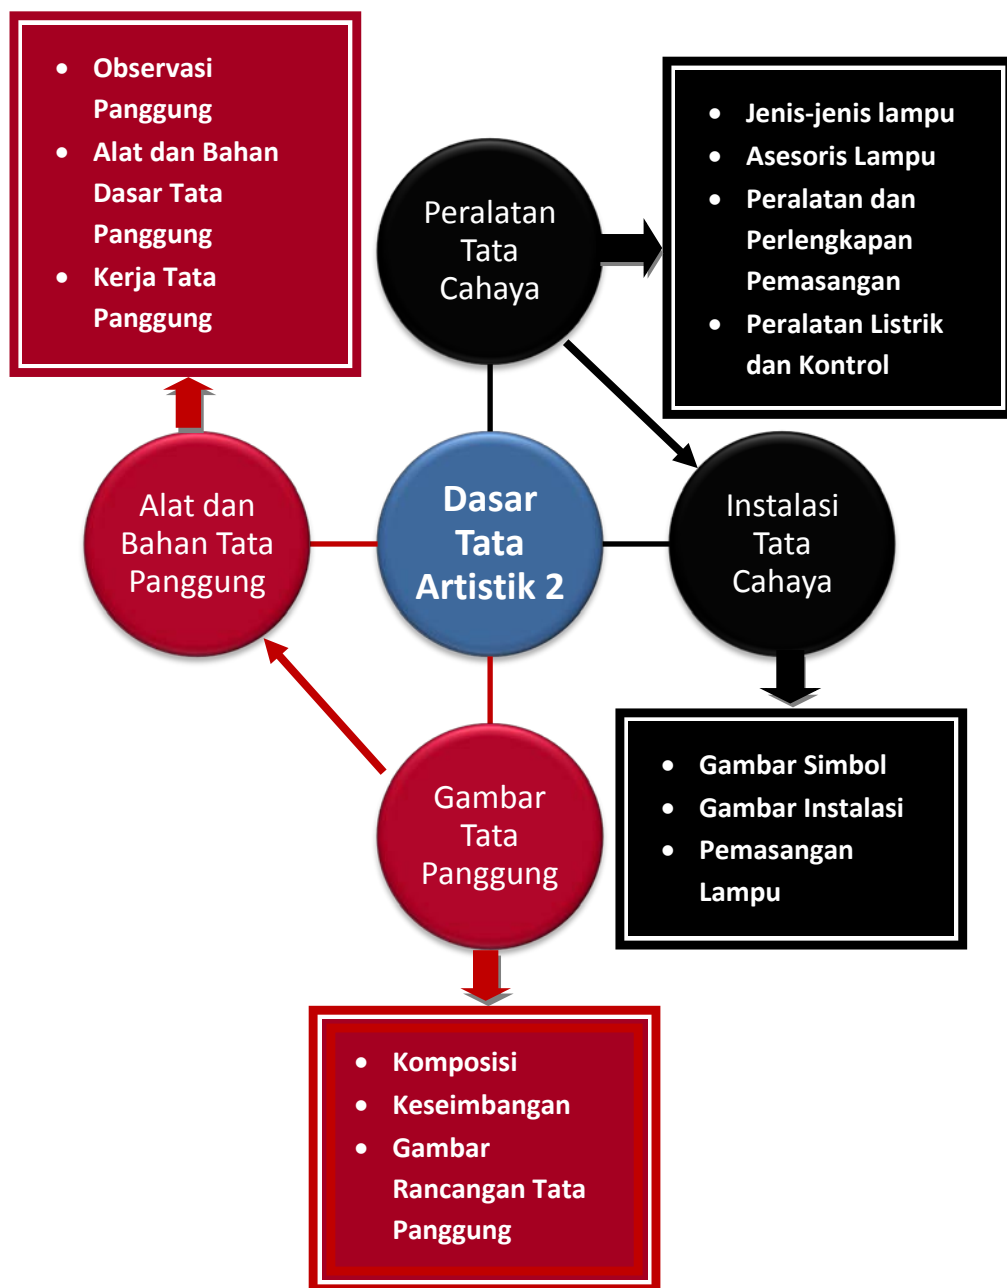 • Observasi
Panggung
• Alat dan Bahan
Dasar Tata
Panggung
• Kerja Tata
Panggung
Peralatan
Tata
Cahaya
• Jenis-jenis lampu
• Asesoris Lampu
• Peralatan dan
Perlengkapan
Pemasangan
• Peralatan Listrik
dan Kontrol
Alat dan
Bahan Tata
Panggung
Dasar
Tata
Artistik 2
Instalasi
Tata
Cahaya
Gambar
Tata
Panggung
• Gambar Simbol
• Gambar Instalasi
• Pemasangan
Lampu
• Komposisi
• Keseimbangan
• Gambar
Rancangan Tata
Panggung